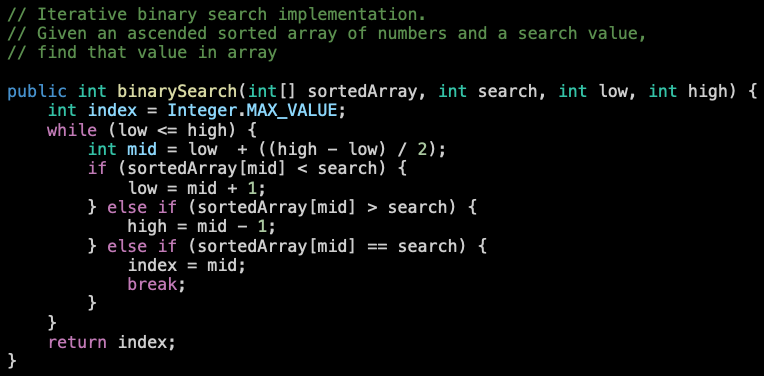 // Iterative binary search implementation.
// Given an ascended sorted array of numbers and a search value,
// find that value in array

public int binarySearch(int[] sortedArray, int search, int low, int high) {
    int index = Integer.MAX_VALUE;
    while (low <= high) {
        int mid = low  + ((high - low) / 2);
        if (sortedArray[mid] < search) {
            low = mid + 1;
        } else if (sortedArray[mid] > search) {
            high = mid - 1;
        } else if (sortedArray[mid] == search) {
            index = mid;
            break;
        }
    }
    return index;
}